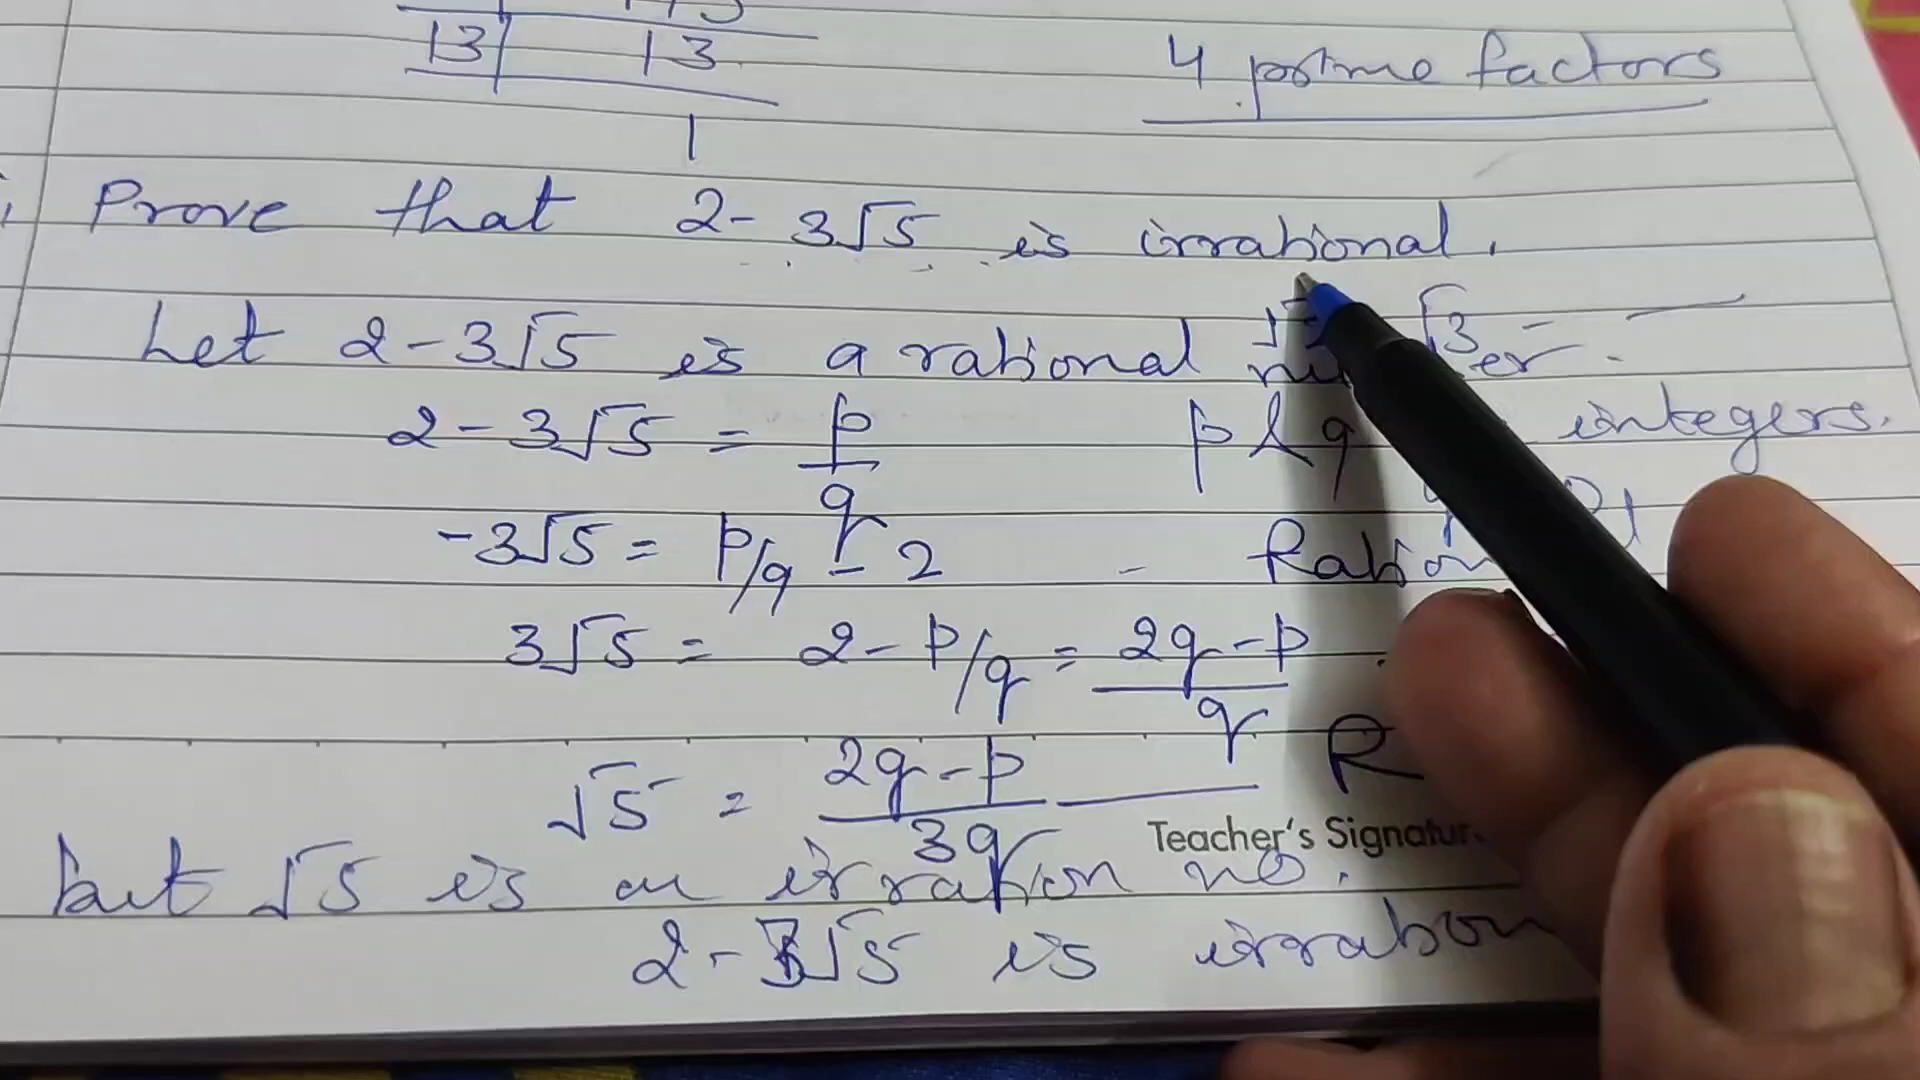 13 13
4 prime factors
1
Prove that 2 - 3√5 is irrational.
√3 =
Let 2 - 3√5 is a rational
2 - 3√5 = p/q p & q integers.
-3√5 = p/q - 2 -
3√5 = 2 - p/q = 2q - p / q
√5 = 2q - p / 3q R
Teacher's
but √5 is an irration no.
2 - 3√5 is